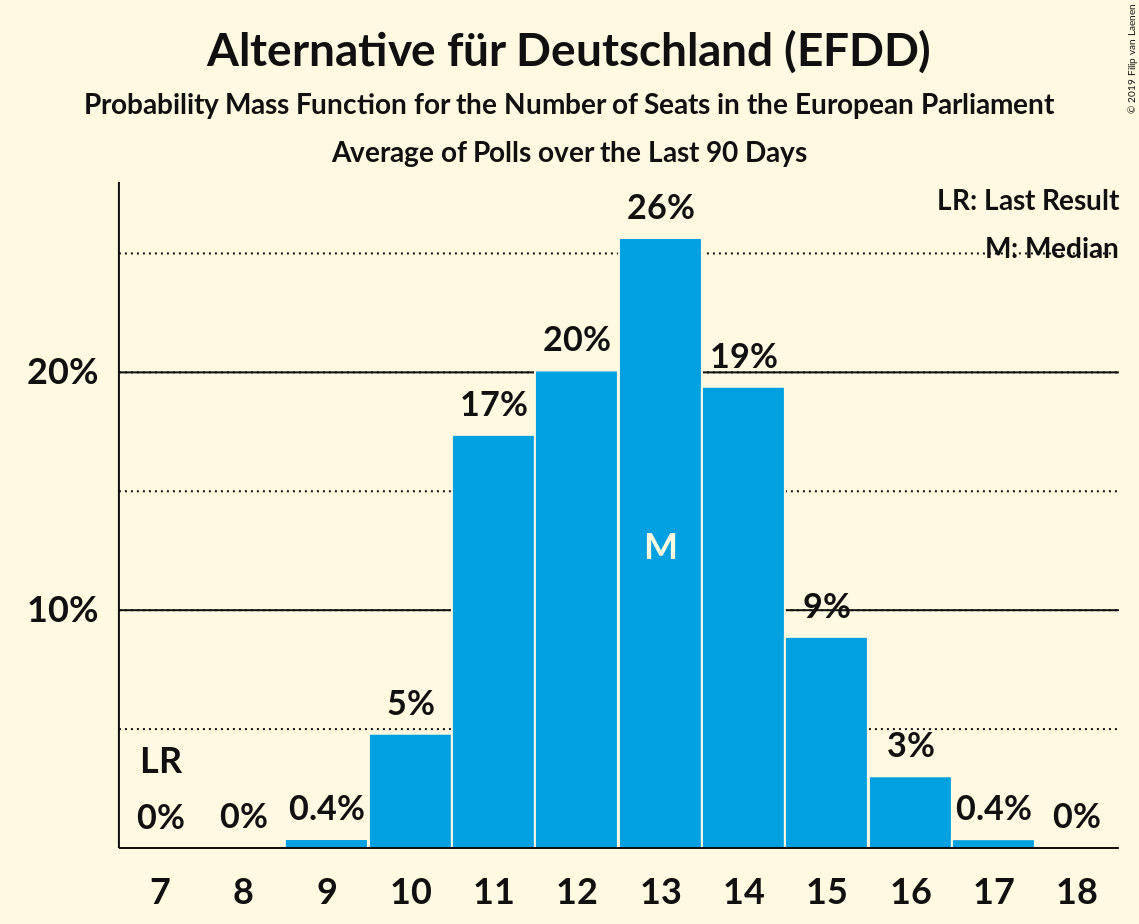 Alternative für Deutschland (EFDD)
Probability Mass Function for the Number of Seats in the European Parliament
Average of Polls over the Last 90 Days
© 2019 Filip van Laenen
LR: Last Result
M: Median
26%
20%
19%
20%
17%
M
10%
9%
5%
3%
LR
0%
0%
0.4%
0.4%
0%
7 8 9 10 11 12 13 14 15 16 17 18